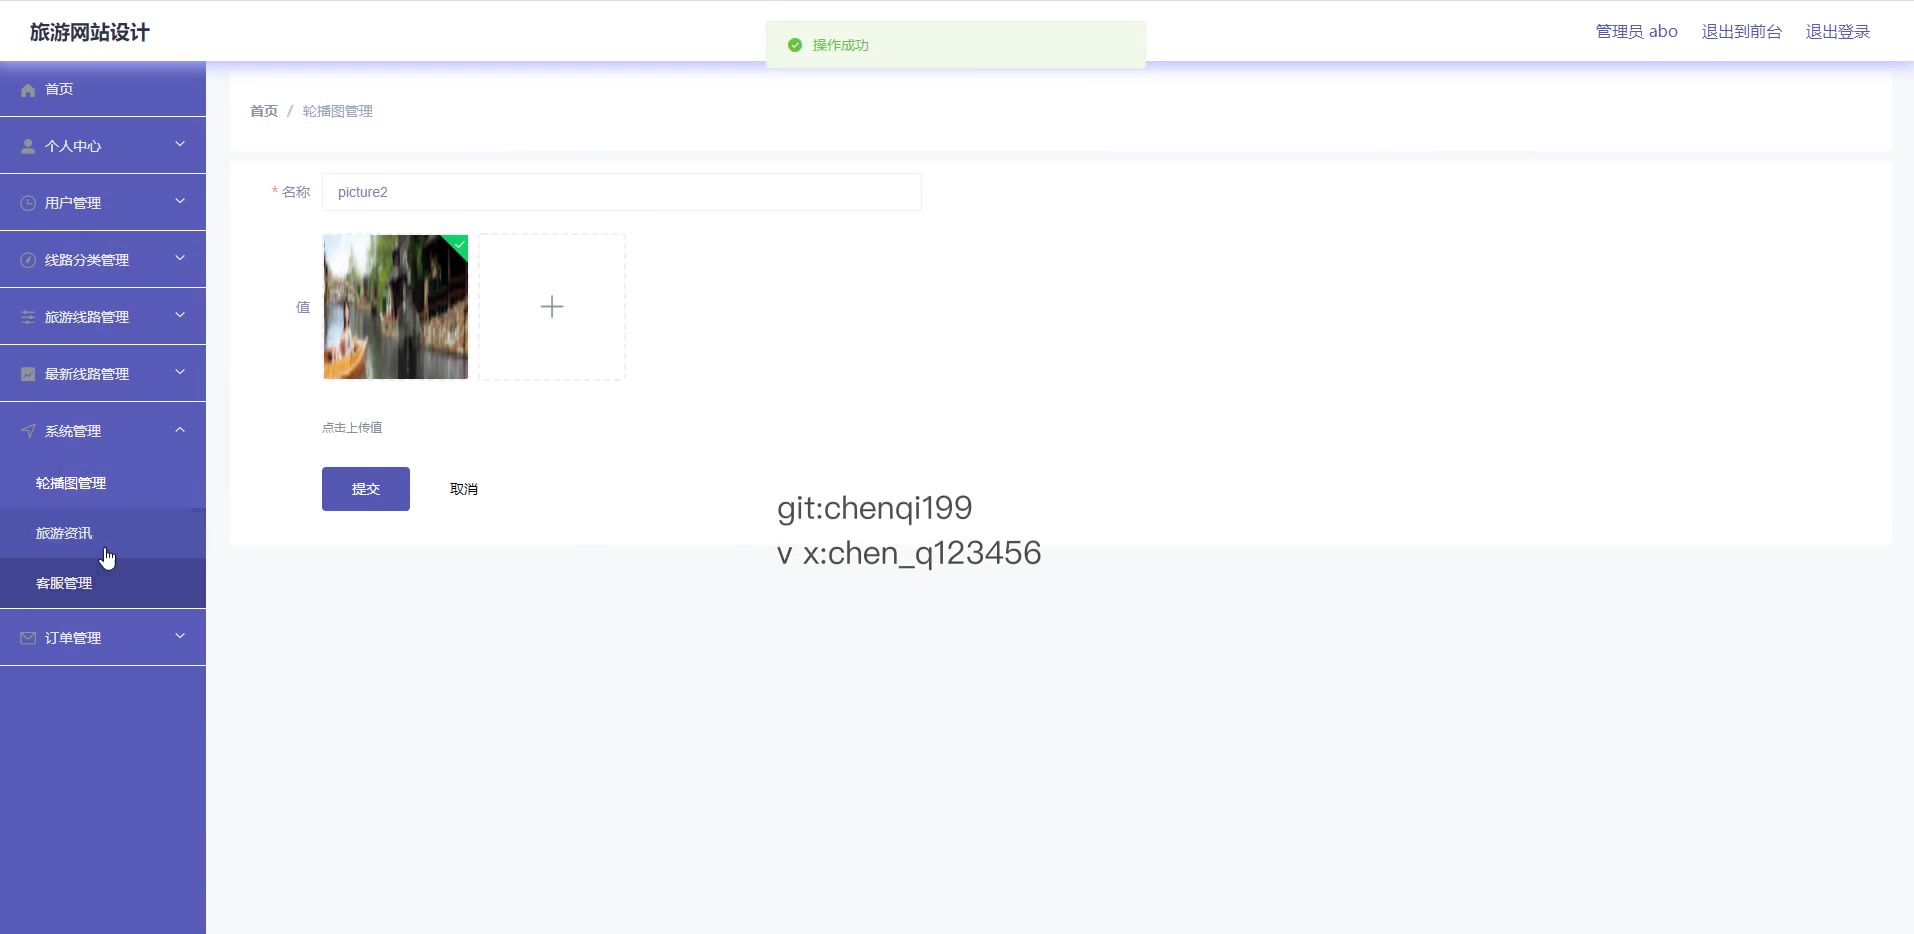 旅游网站设计
操作成功
管理员 abo
退出到前台
退出登录
首页
个人中心
用户管理
线路分类管理
旅游线路管理
最新线路管理
系统管理
轮播图管理
旅游资讯
客服管理
订单管理
首页 / 轮播图管理
* 名称
picture2
值
点击上传值
提交
取消
git:chenqi199
v x:chen_q123456